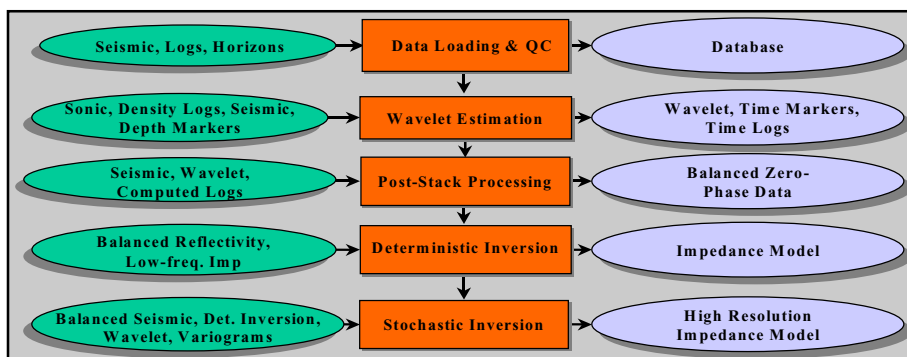 Seismic, Logs, Horizons
Data Loading & QC
Database
Sonic, Density Logs, Seismic,
Depth Markers
Wavelet Estimation
Wavelet, Time Markers,
Time Logs
Seismic, Wavelet,
Computed Logs
Post-Stack Processing
Balanced Zero-
Phase Data
Balanced Reflectivity,
Low-freq. Imp
Deterministic Inversion
Impedance Model
Balanced Seismic, Det. Inversion,
Wavelet, Variograms
Stochastic Inversion
High Resolution
Impedance Model